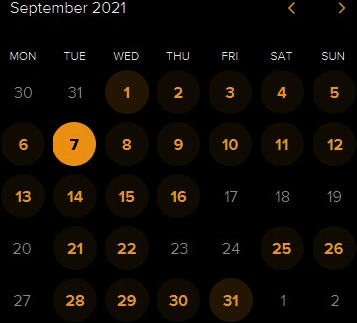 September 2021
MON TUE WED THU FRI SAT SUN
30 31 1 2 3 4 5
6 7 8 9 10 11 12
13 14 15 16 17 18 19
20 21 22 23 24 25 26
27 28 29 30 31 1 2